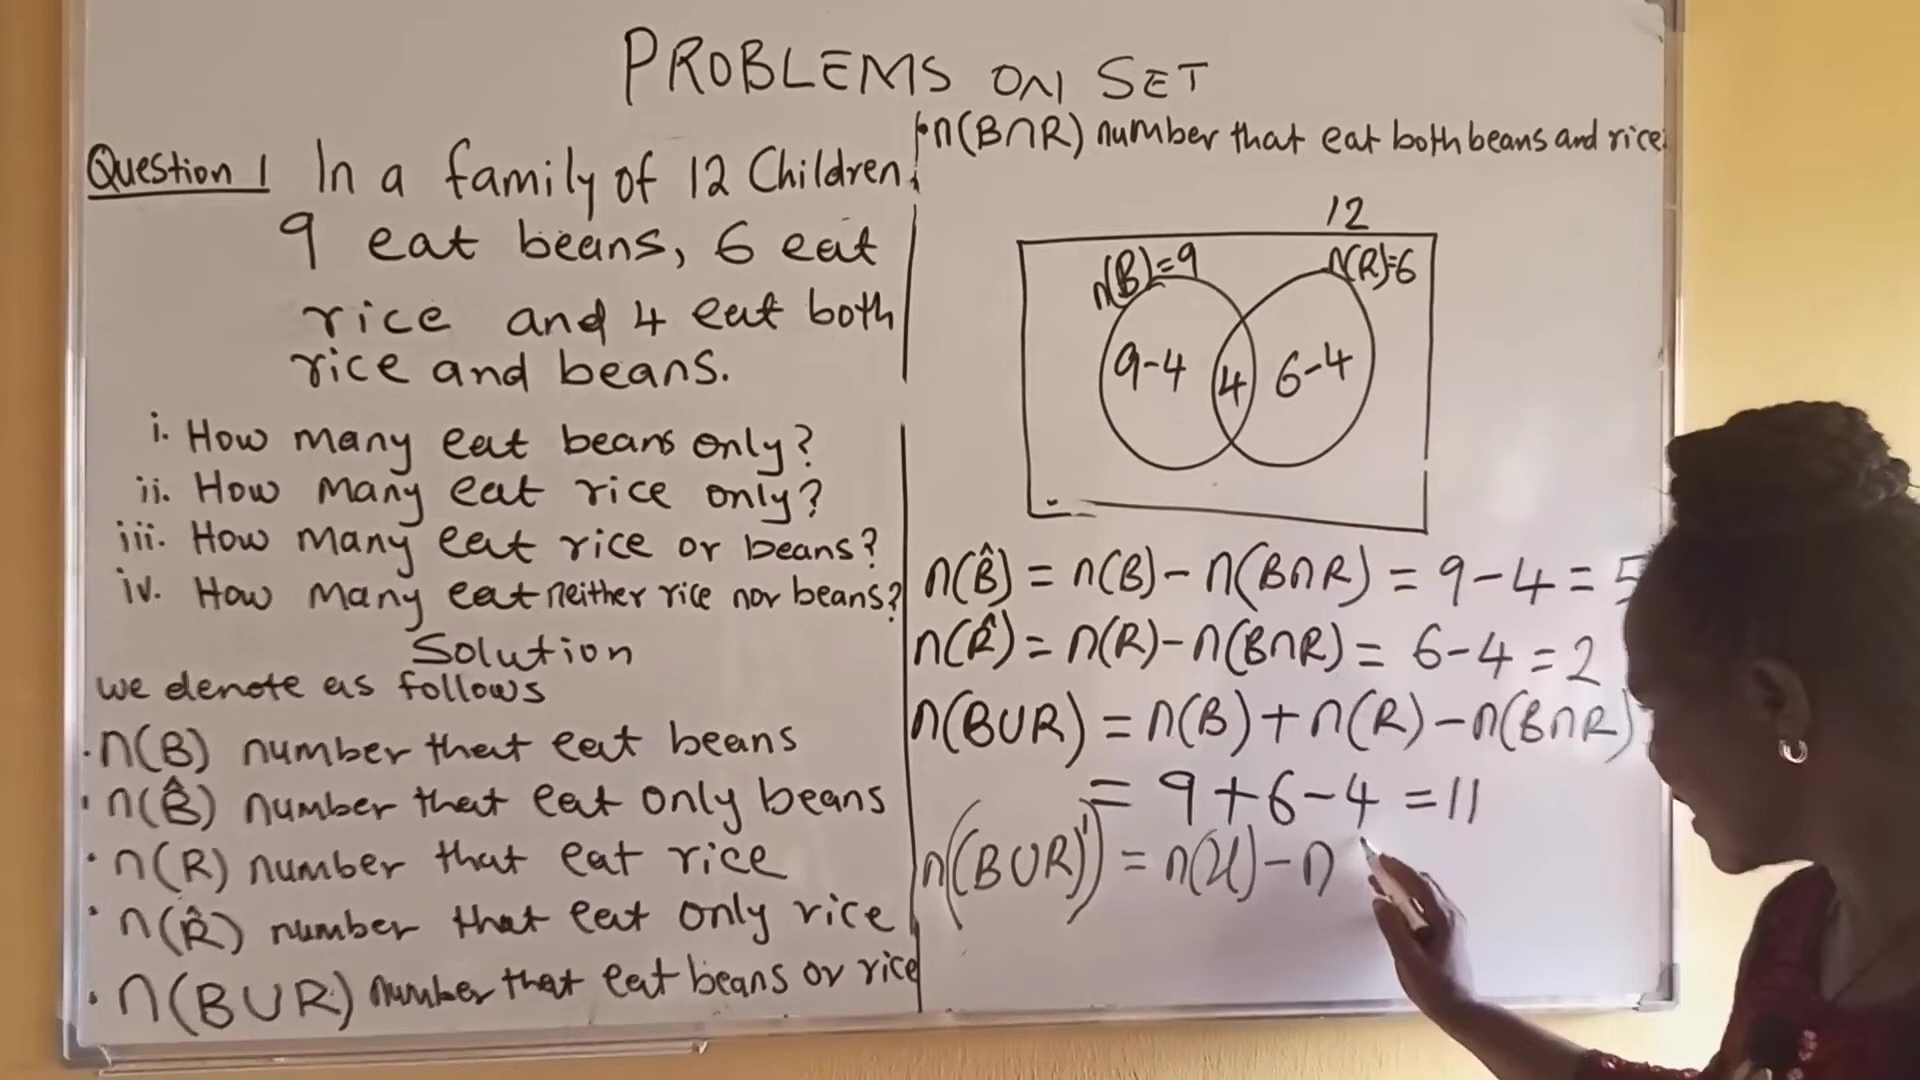 PROBLEMS ON SET
Question 1 In a family of 12 Children,
9 eat beans, 6 eat
rice and 4 eat both
rice and beans.
i. How many eat beans only?
ii. How many eat rice only?
iii. How many eat rice or beans?
iv. How many eat neither rice nor beans?
Solution
we denote as follows
• n(B) number that eat beans
• n(B̂) number that eat only beans
• n(R) number that eat rice
• n(R̂) number that eat only rice
• n(B∪R) number that eat beans or rice
• n(B∩R) number that eat both beans and rice.
12
n(B)=9
n(R)=6
9-4
4
6-4
n(B̂) = n(B) - n(B∩R) = 9 - 4 = 5
n(R̂) = n(R) - n(B∩R) = 6 - 4 = 2
n(B∪R) = n(B) + n(R) - n(B∩R)
= 9 + 6 - 4 = 11
n((B∪R)') = n(U) - n